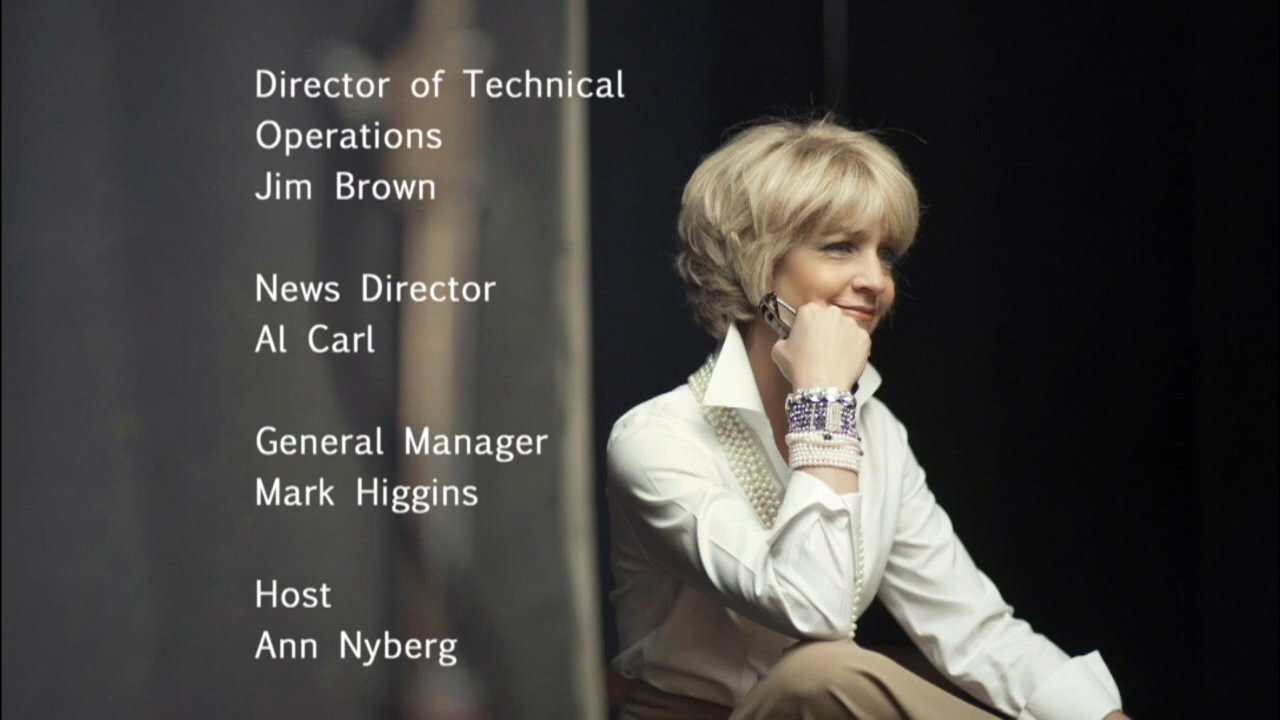 Director of Technical
Operations
Jim Brown
News Director
Al Carl
General Manager
Mark Higgins
Host
Ann Nyberg